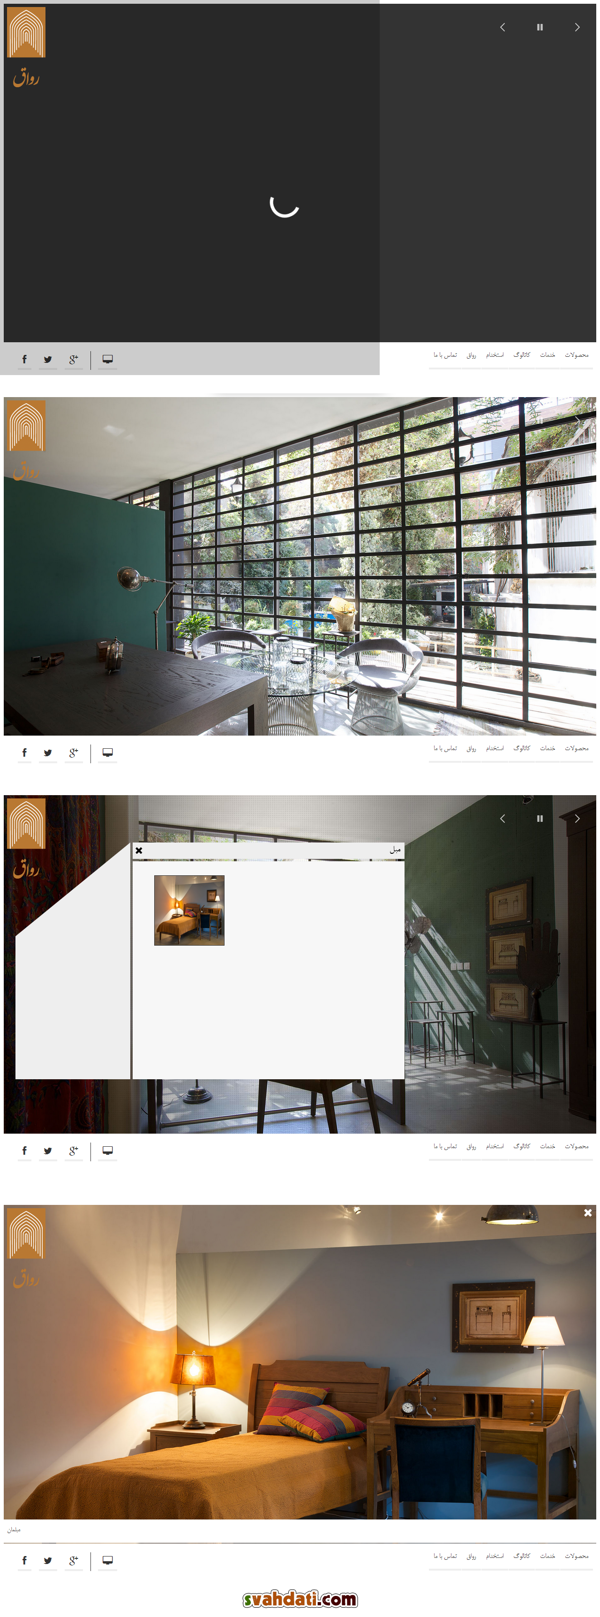 رواق
محصولات خدمات کاتالوگ استخدام رواق تماس با ما
رواق
محصولات خدمات کاتالوگ استخدام رواق تماس با ما
رواق
مبل
محصولات خدمات کاتالوگ استخدام رواق تماس با ما
رواق
مبلمان
محصولات خدمات کاتالوگ استخدام رواق تماس با ما
svahdati.com